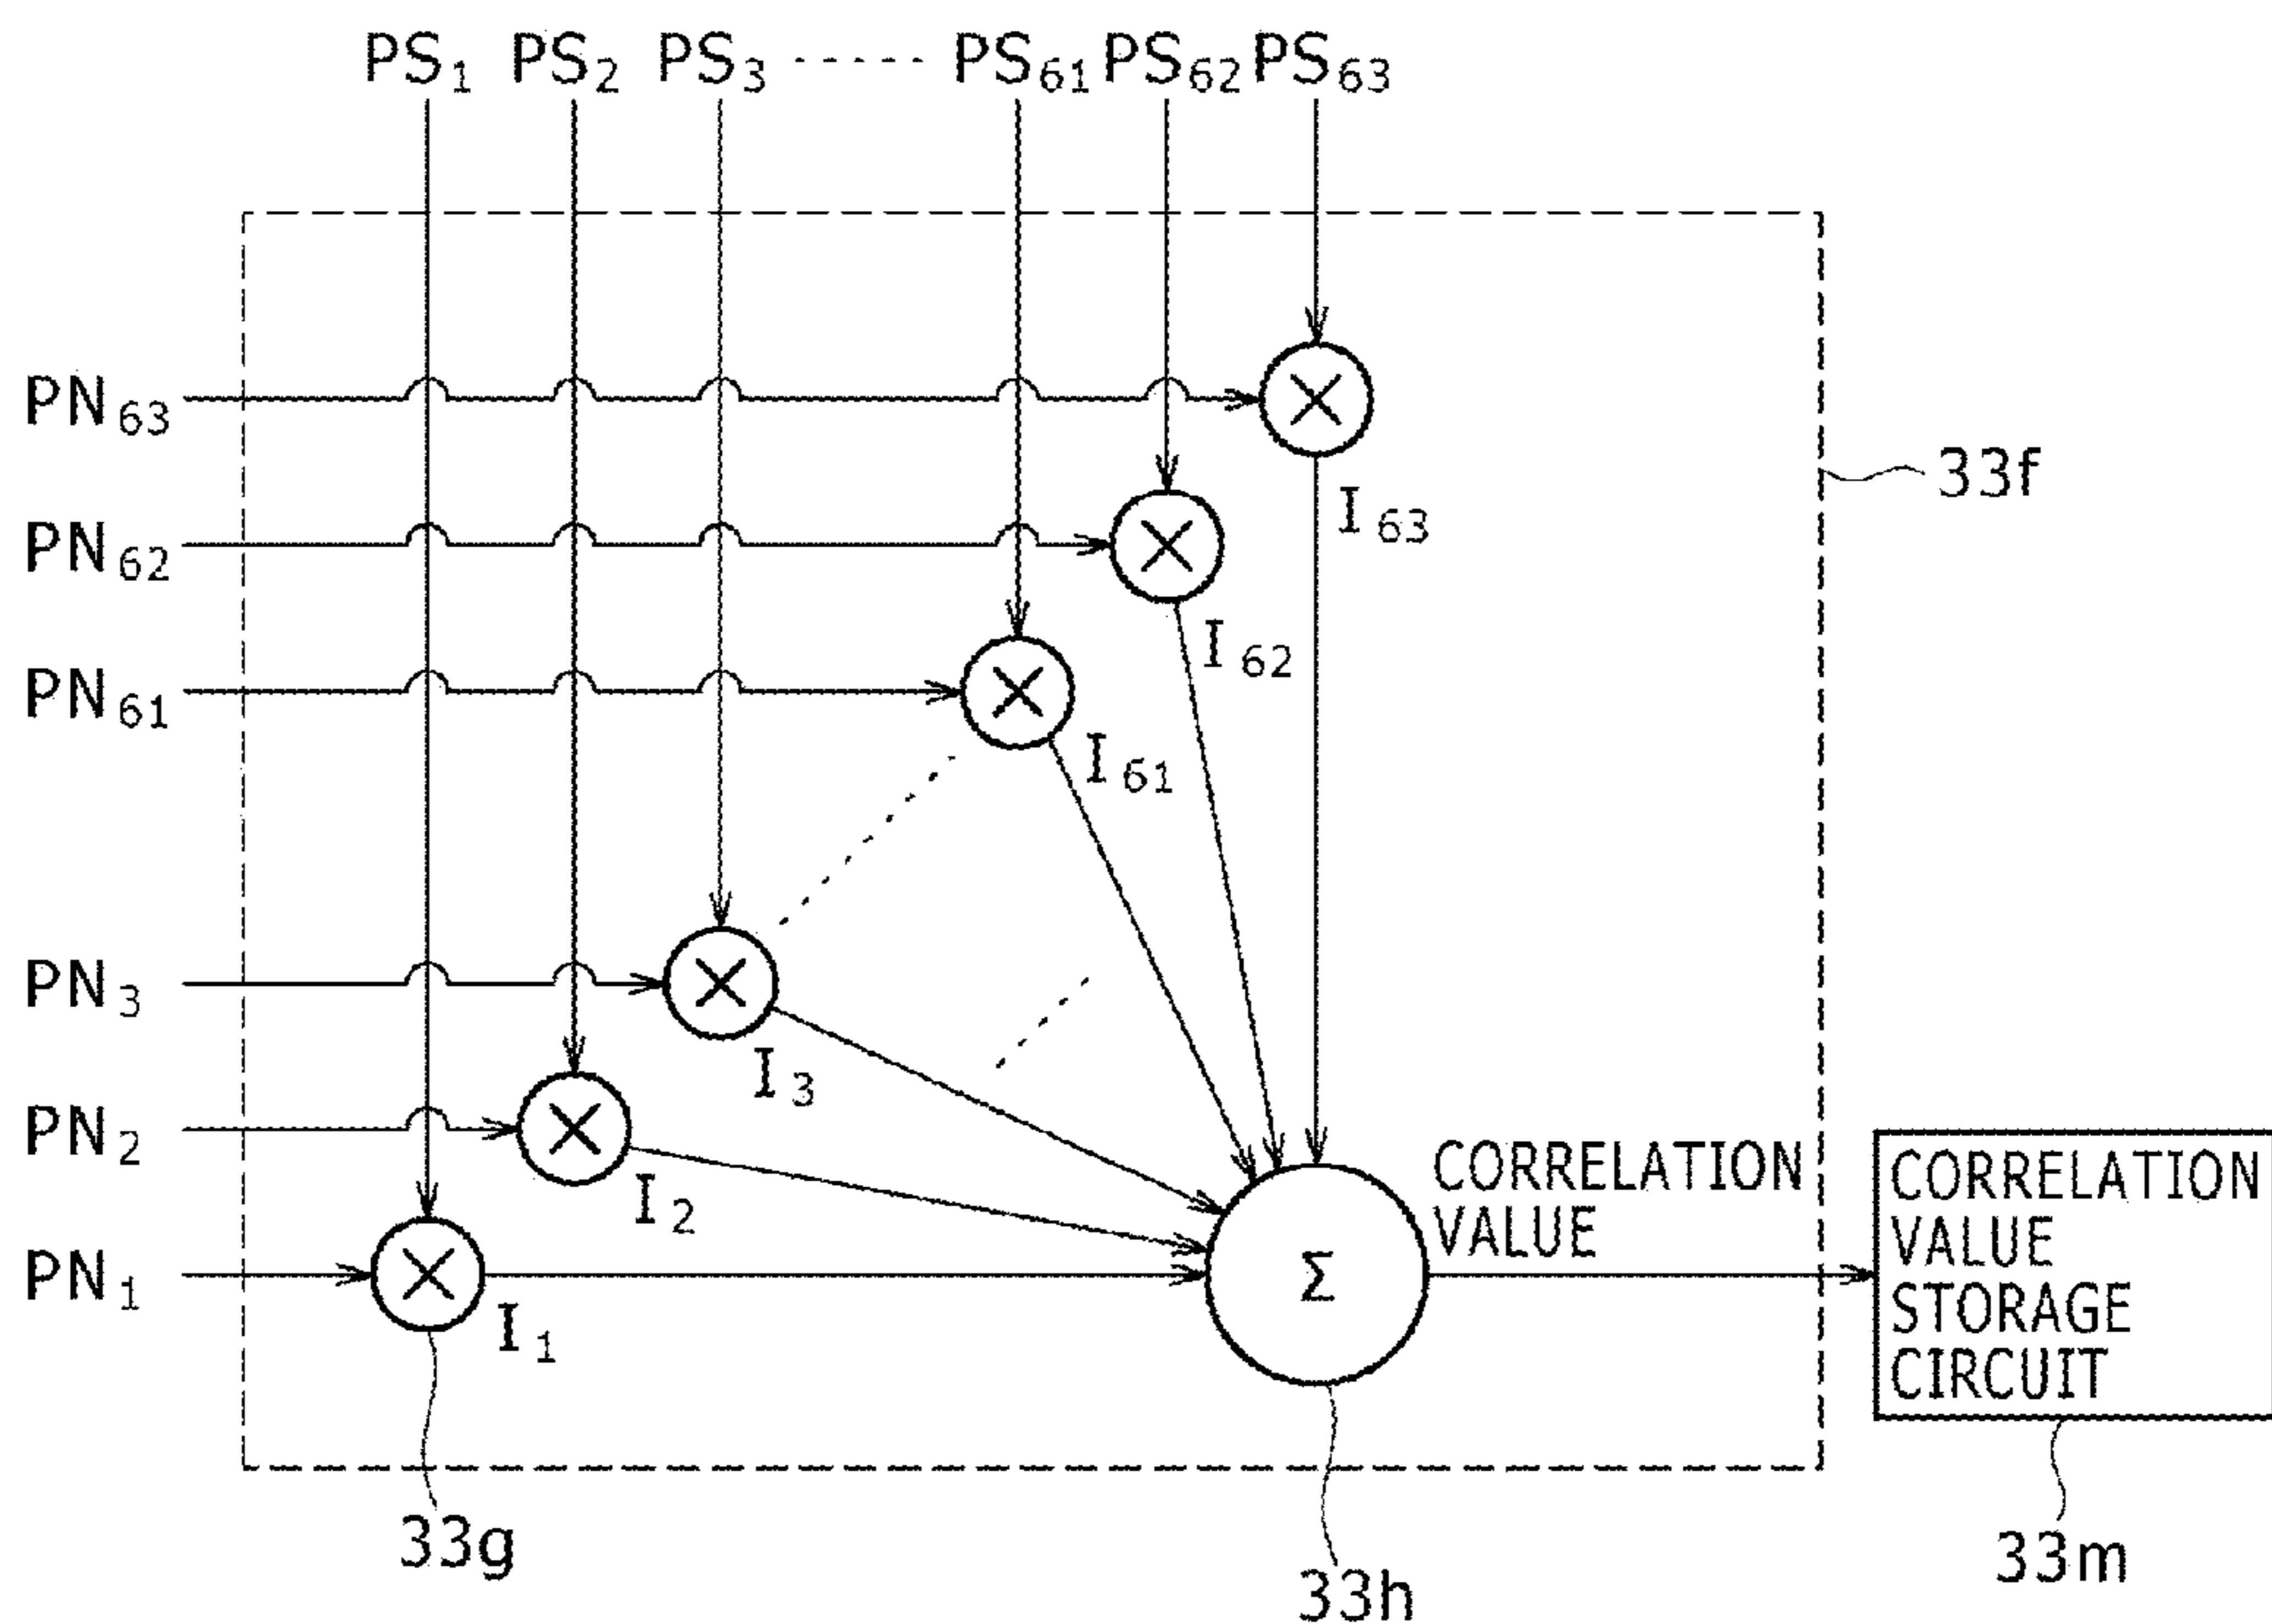 PS₁ PS₂ PS₃ ······ PS₆₁ PS₆₂ PS₆₃
PN₆₃
33f
I₆₃
PN₆₂
I₆₂
PN₆₁
I₆₁
PN₃
I₃
PN₂
I₂
CORRELATION
VALUE
CORRELATION
VALUE
STORAGE
CIRCUIT
PN₁
Σ
I₁
33g
33h
33m